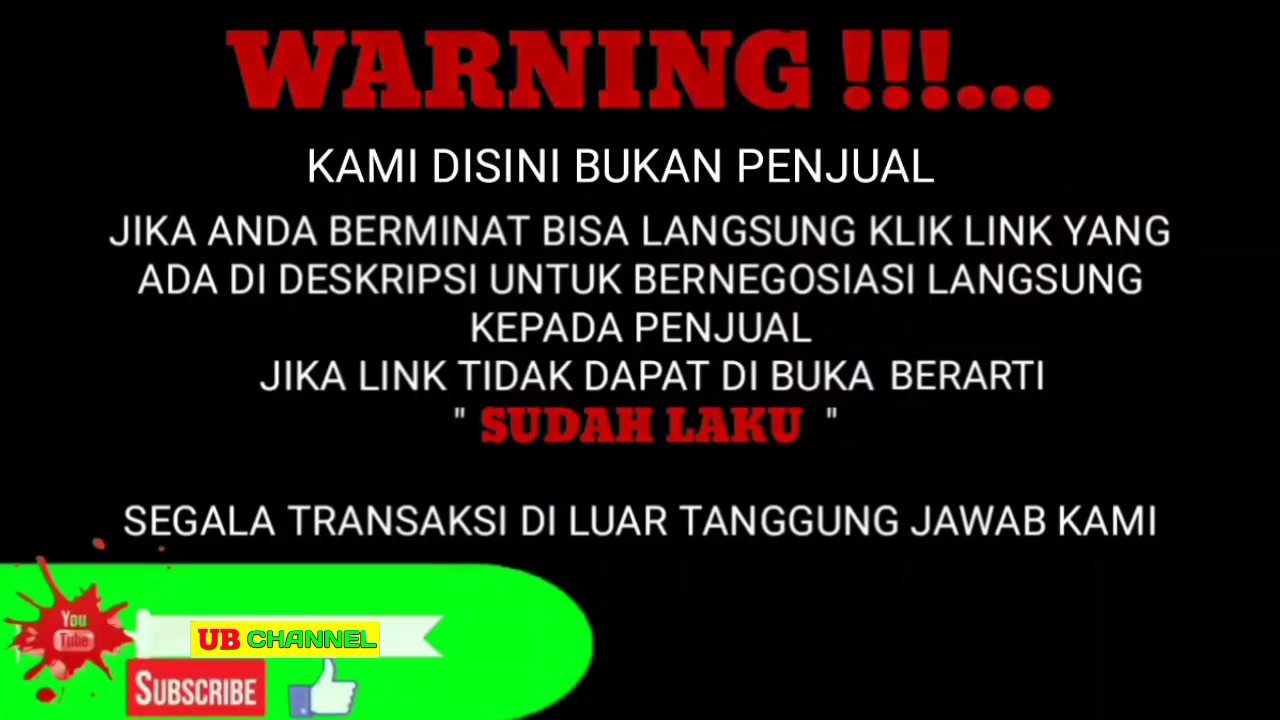 WARNING !!!...
KAMI DISINI BUKAN PENJUAL
JIKA ANDA BERMINAT BISA LANGSUNG KLIK LINK YANG
ADA DI DESKRIPSI UNTUK BERNEGOSIASI LANGSUNG
KEPADA PENJUAL
JIKA LINK TIDAK DAPAT DI BUKA BERARTI
" SUDAH LAKU "
SEGALA TRANSAKSI DI LUAR TANGGUNG JAWAB KAMI
You
Tube
UB CHANNEL
SUBSCRIBE